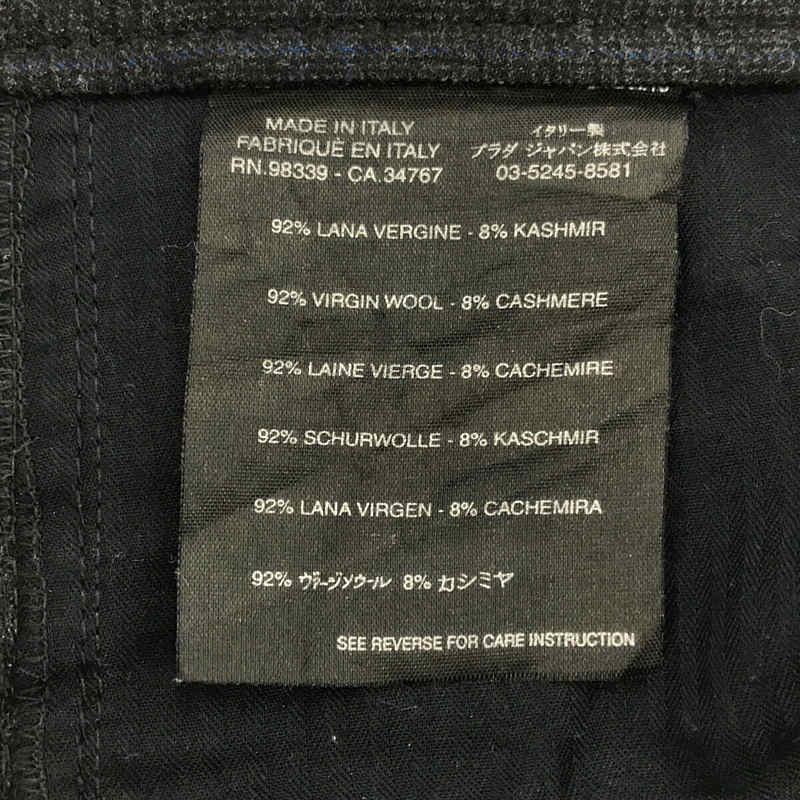 MADE IN ITALY
FABRIQUÉ EN ITALY
RN.98339 - CA.34767
イタリー製
プラダ ジャパン株式会社
03-5245-8581
92% LANA VERGINE - 8% KASHMIR
92% VIRGIN WOOL - 8% CASHMERE
92% LAINE VIERGE - 8% CACHEMIRE
92% SCHURWOLLE - 8% KASCHMIR
92% LANA VIRGEN - 8% CACHEMIRA
92% ヴァージンウール 8% カシミヤ
SEE REVERSE FOR CARE INSTRUCTION